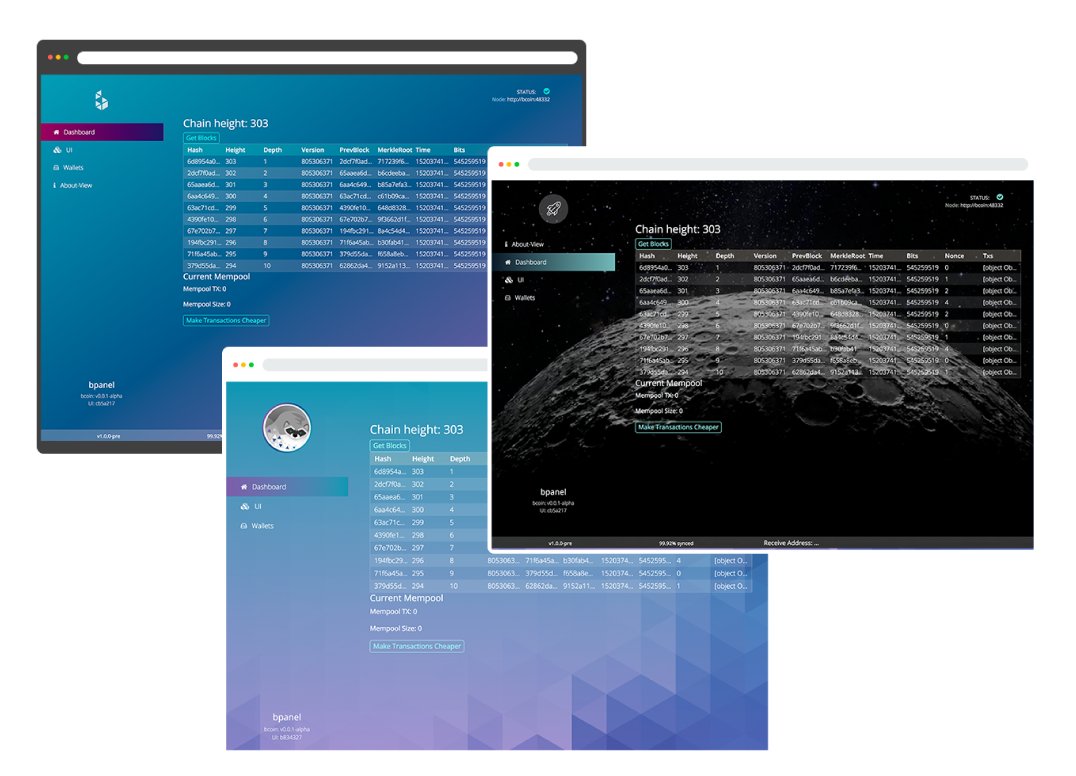 STATUS:
Node: http://bcoin:48332
Dashboard
UI
Wallets
About-View
Chain height: 303
Get Blocks
Hash Height Depth Version PrevBlock MerkleRoot Time Bits
6d8954a0... 303 1 805306371 2dcf7f0ad... 717239f6... 15203741... 545259519
2dcf7f0ad... 302 2 805306371 65aaea6d... b6cdeeba... 15203741... 545259519
65aaea6d... 301 3 805306371 6aa4c649... b85a7efa3... 15203741... 545259519
6aa4c649... 300 4 805306371 63ac71cd... c61b09ca... 15203741... 545259519
63ac71cd... 299 5 805306371 4390fe10... 648d8328... 15203741... 545259519
4390fe10... 298 6 805306371 67e702b7... 9f3662d1f... 15203741... 545259519
67e702b7... 297 7 805306371 194fbc291... 8a4c54d4... 15203741... 545259519
194fbc291... 296 8 805306371 71f6a45ab... b30fab41... 15203741... 545259519
71f6a45ab... 295 9 805306371 379d55da... f658a8eb... 15203741... 545259519
379d55da... 294 10 805306371 62862da4... 9152a113... 15203741... 545259519
Current Mempool
Mempool TX: 0
Mempool Size: 0
Make Transactions Cheaper
bpanel
bcoin: v0.0.1-alpha
UI: cb5a217
v1.0.0-pre
STATUS:
Node: http://bcoin:48332
About-View
Dashboard
UI
Wallets
Chain height: 303
Get Blocks
Hash Height Depth Version PrevBlock MerkleRoot Time Bits Nonce Txs
6d8954a0... 303 1 805306371 2dcf7f0ad... 717239f6... 15203741... 545259519 0 [object Ob...
2dcf7f0ad... 302 2 805306371 65aaea6d... b6cdeeba... 15203741... 545259519 1 [object Ob...
65aaea6d... 301 3 805306371 6aa4c649... b85a7efa3... 15203741... 545259519 2 [object Ob...
6aa4c649... 300 4 805306371 63ac71cd... c61b09ca... 15203741... 545259519 4 [object Ob...
63ac71cd... 299 5 805306371 4390fe10... 648d8328... 15203741... 545259519 2 [object Ob...
4390fe10... 298 6 805306371 67e702b7... 9f3662d1f... 15203741... 545259519 0 [object Ob...
67e702b7... 297 7 805306371 194fbc291... 8a4c54d4... 15203741... 545259519 1 [object Ob...
194fbc291... 296 8 805306371 71f6a45ab... b30fab41... 15203741... 545259519 4 [object Ob...
71f6a45ab... 295 9 805306371 379d55da... f658a8eb... 15203741... 545259519 0 [object Ob...
379d55da... 294 10 805306371 62862da4... 9152a113... 15203741... 545259519 1 [object Ob...
Current Mempool
Mempool TX: 0
Mempool Size: 0
Make Transactions Cheaper
bpanel
bcoin: v0.0.1-alpha
UI: cb5a217
v1.0.0-pre 99.92% synced Receive Address: ...
Dashboard
UI
Wallets
Chain height: 303
Get Blocks
Hash Height Depth
6d8954a... 303 1
2dcf7f0a... 302 2
65aaea6... 301 3
6aa4c64... 300 4
63ac71c... 299 5
4390fe1... 298 6
67e702b... 297 7
194fbc29... 296 8 8053063... 71f6a45a... b30fab4... 1520374... 5452595... 4 [object O...
71f6a45a... 295 9 8053063... 379d55d... f658a8e... 1520374... 5452595... 0 [object O...
379d55d... 294 10 8053063... 62862da... 9152a11... 1520374... 5452595... 1 [object O...
Current Mempool
Mempool TX: 0
Mempool Size: 0
Make Transactions Cheaper
bpanel
bcoin: v0.0.1-alpha
UI: b834327